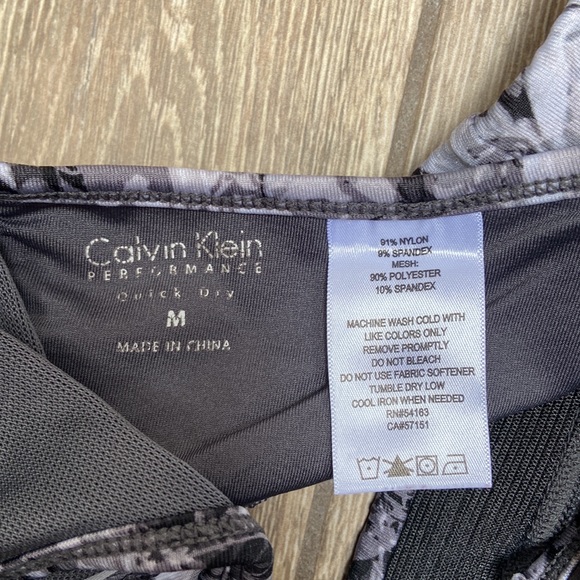 Calvin Klein
PERFORMANCE
Quick Dry
M
MADE IN CHINA
91% NYLON
9% SPANDEX
MESH:
90% POLYESTER
10% SPANDEX
MACHINE WASH COLD WITH
LIKE COLORS ONLY
REMOVE PROMPTLY
DO NOT BLEACH
DO NOT USE FABRIC SOFTENER
TUMBLE DRY LOW
COOL IRON WHEN NEEDED
RN#54163
CA#57151